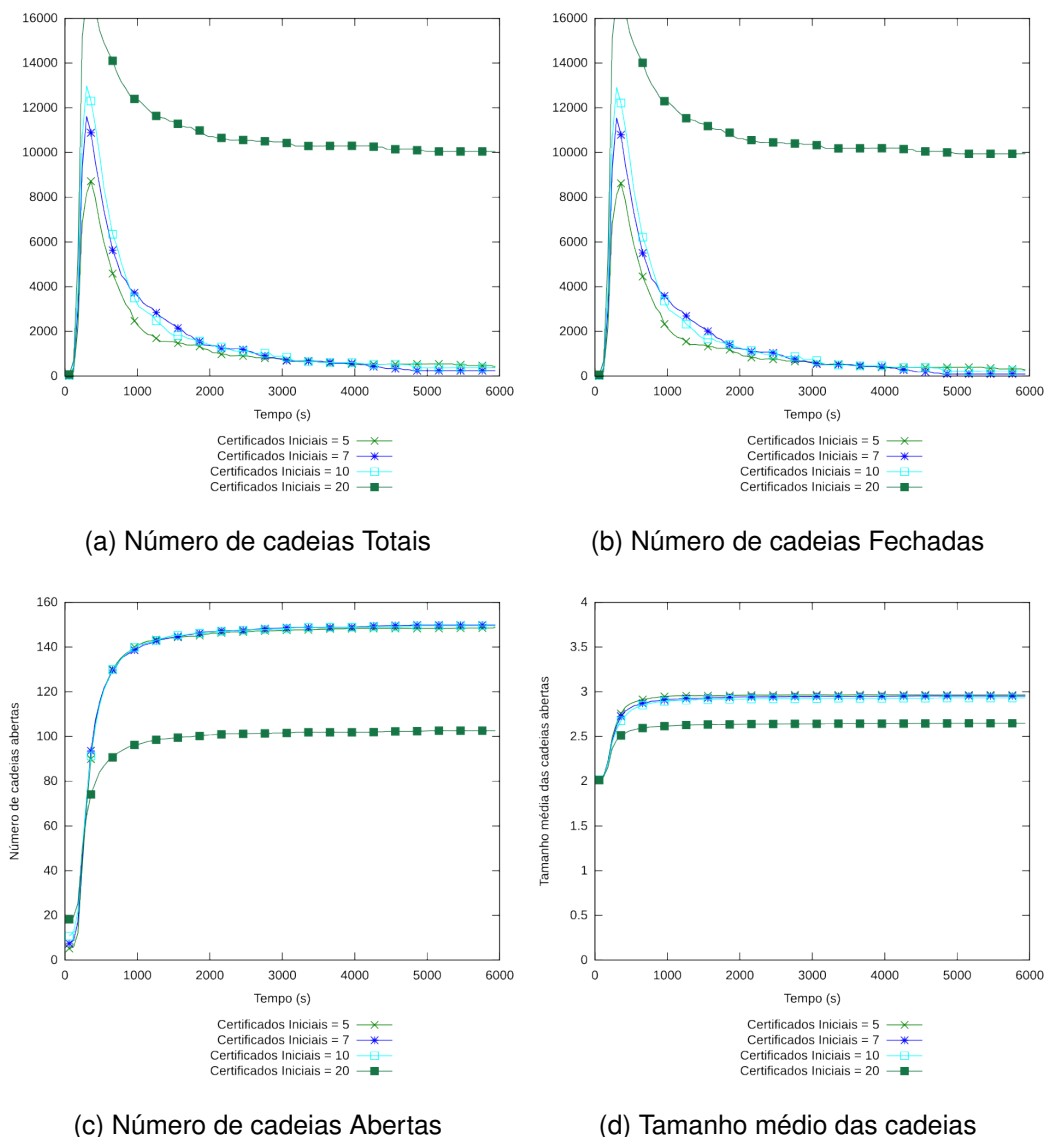 16000
14000
12000
10000
8000
6000
4000
2000
0
0 1000 2000 3000 4000 5000 6000
Tempo (s)
Certificados Iniciais = 5
Certificados Iniciais = 7
Certificados Iniciais = 10
Certificados Iniciais = 20
(a) Número de cadeias Totais
16000
14000
12000
10000
8000
6000
4000
2000
0
0 1000 2000 3000 4000 5000 6000
Tempo (s)
Certificados Iniciais = 5
Certificados Iniciais = 7
Certificados Iniciais = 10
Certificados Iniciais = 20
(b) Número de cadeias Fechadas
Número de cadeias abertas
160
140
120
100
80
60
40
20
0
0 1000 2000 3000 4000 5000 6000
Tempo (s)
Certificados Iniciais = 5
Certificados Iniciais = 7
Certificados Iniciais = 10
Certificados Iniciais = 20
(c) Número de cadeias Abertas
Tamanho média das cadeias abertas
4
3.5
3
2.5
2
1.5
1
0.5
0
0 1000 2000 3000 4000 5000 6000
Tempo (s)
Certificados Iniciais = 5
Certificados Iniciais = 7
Certificados Iniciais = 10
Certificados Iniciais = 20
(d) Tamanho médio das cadeias